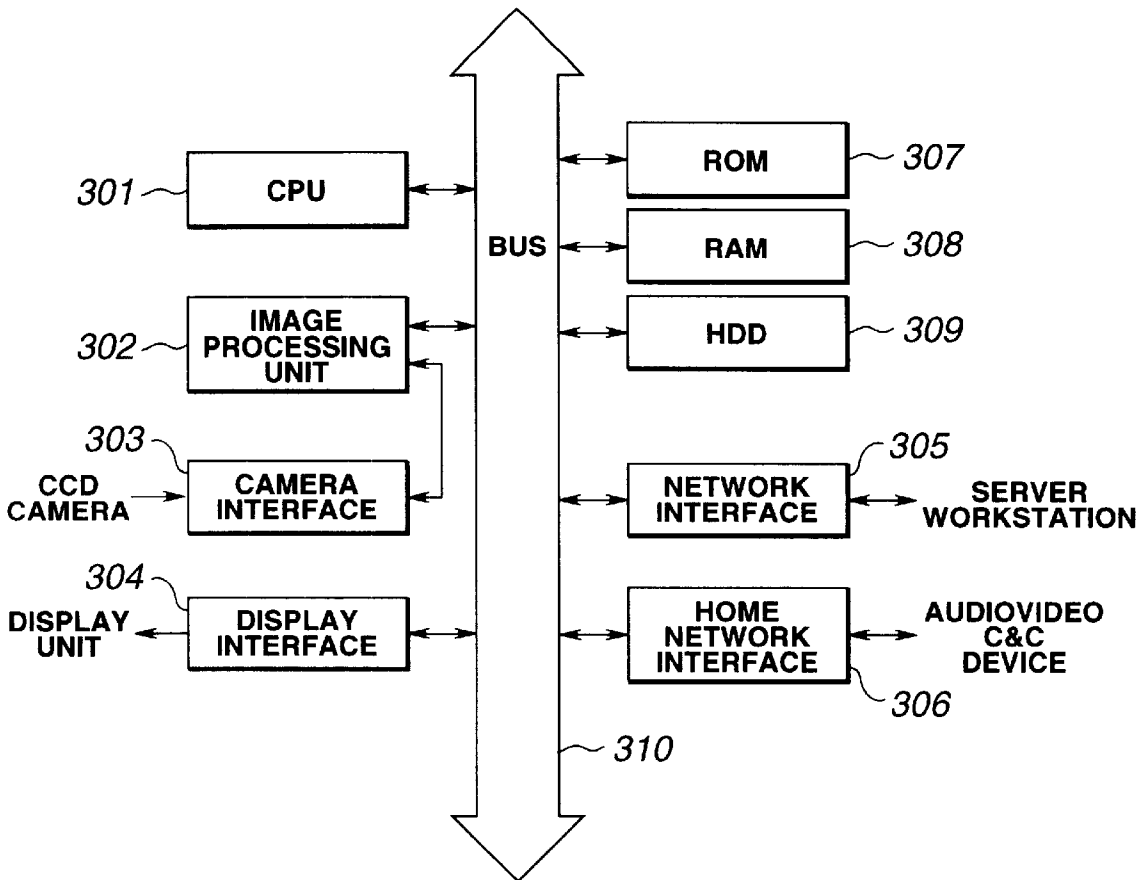 301
CPU
302
IMAGE
PROCESSING
UNIT
303
CCD
CAMERA
CAMERA
INTERFACE
304
DISPLAY
UNIT
DISPLAY
INTERFACE
BUS
310
ROM
307
RAM
308
HDD
309
305
NETWORK
INTERFACE
SERVER
WORKSTATION
HOME
NETWORK
INTERFACE
306
AUDIOVIDEO
C&C
DEVICE